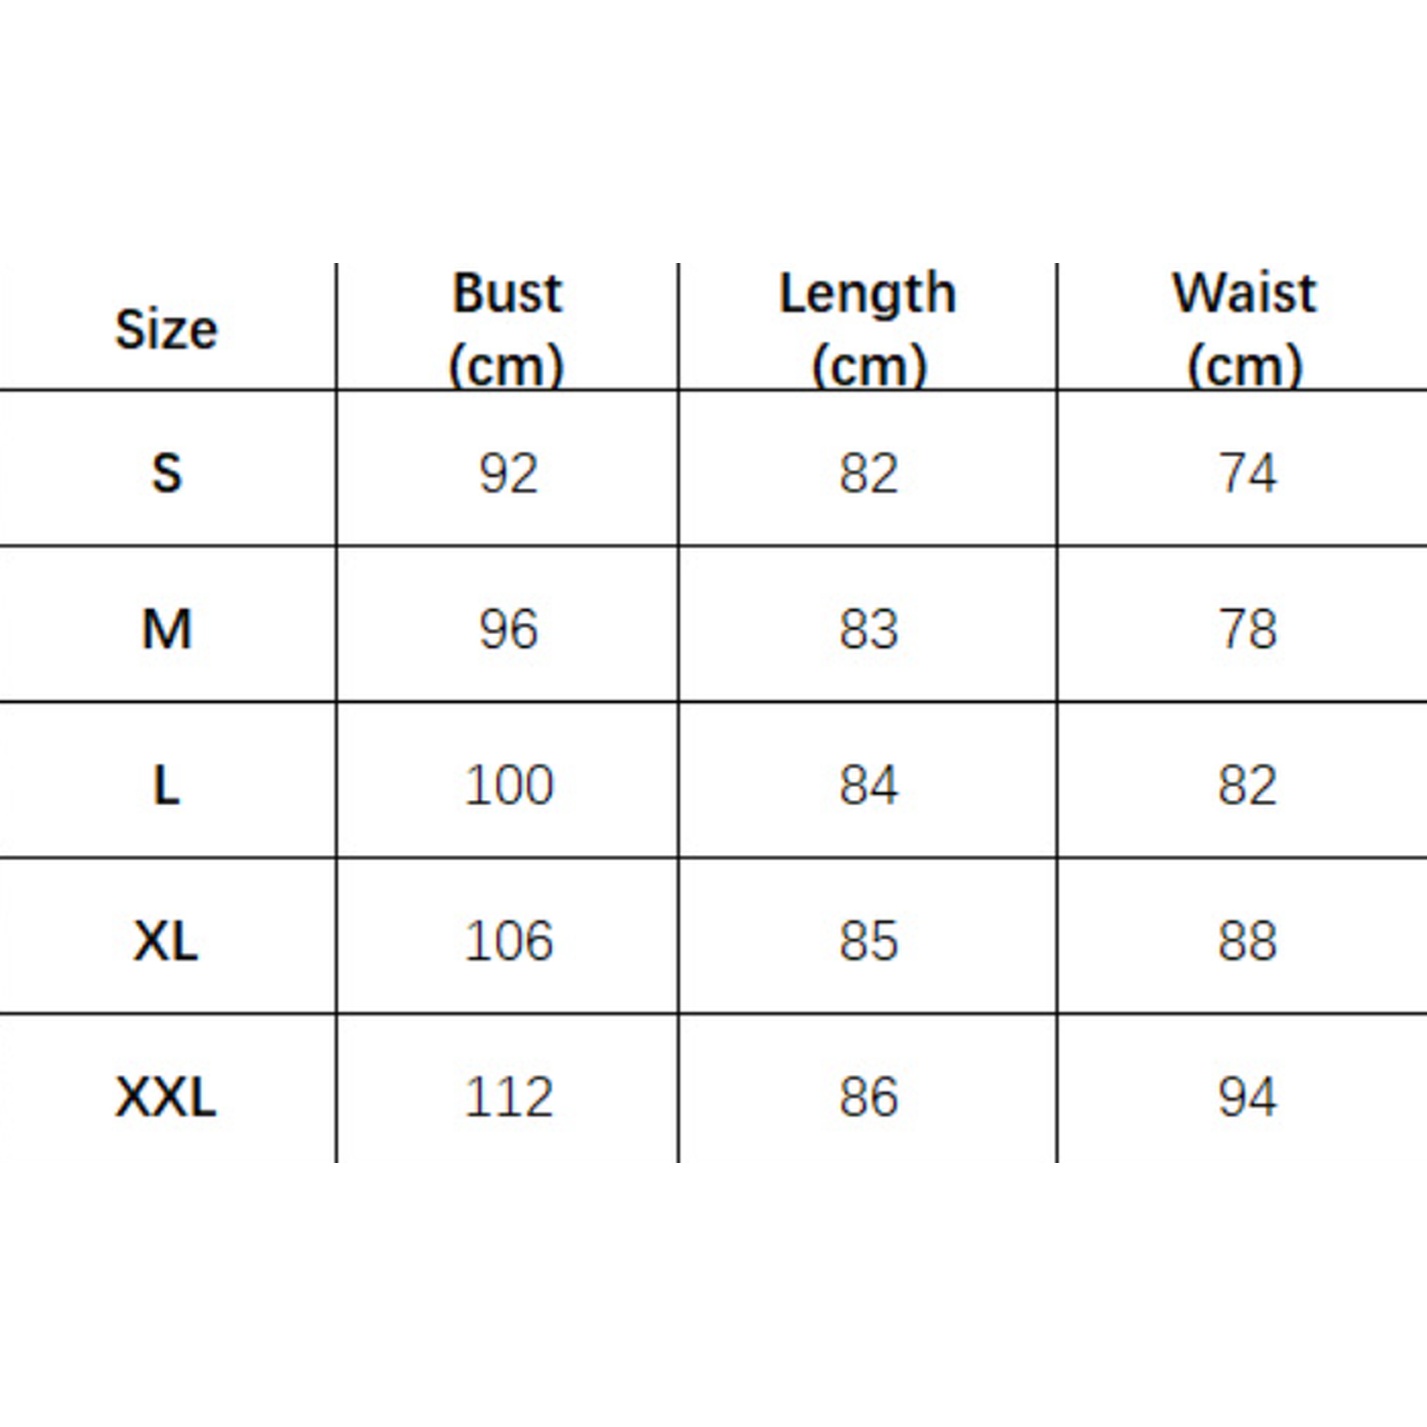 Size Bust Length Waist
(cm) (cm) (cm)
S 92 82 74
M 96 83 78
L 100 84 82
XL 106 85 88
XXL 112 86 94